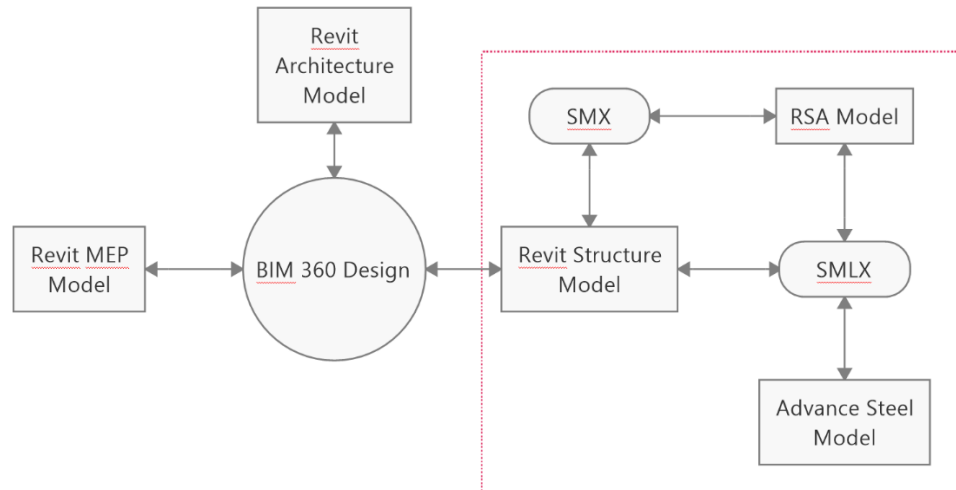 Revit
Architecture
Model
SMX
RSA Model
Revit MEP
Model
BIM 360 Design
Revit Structure
Model
SMLX
Advance Steel
Model